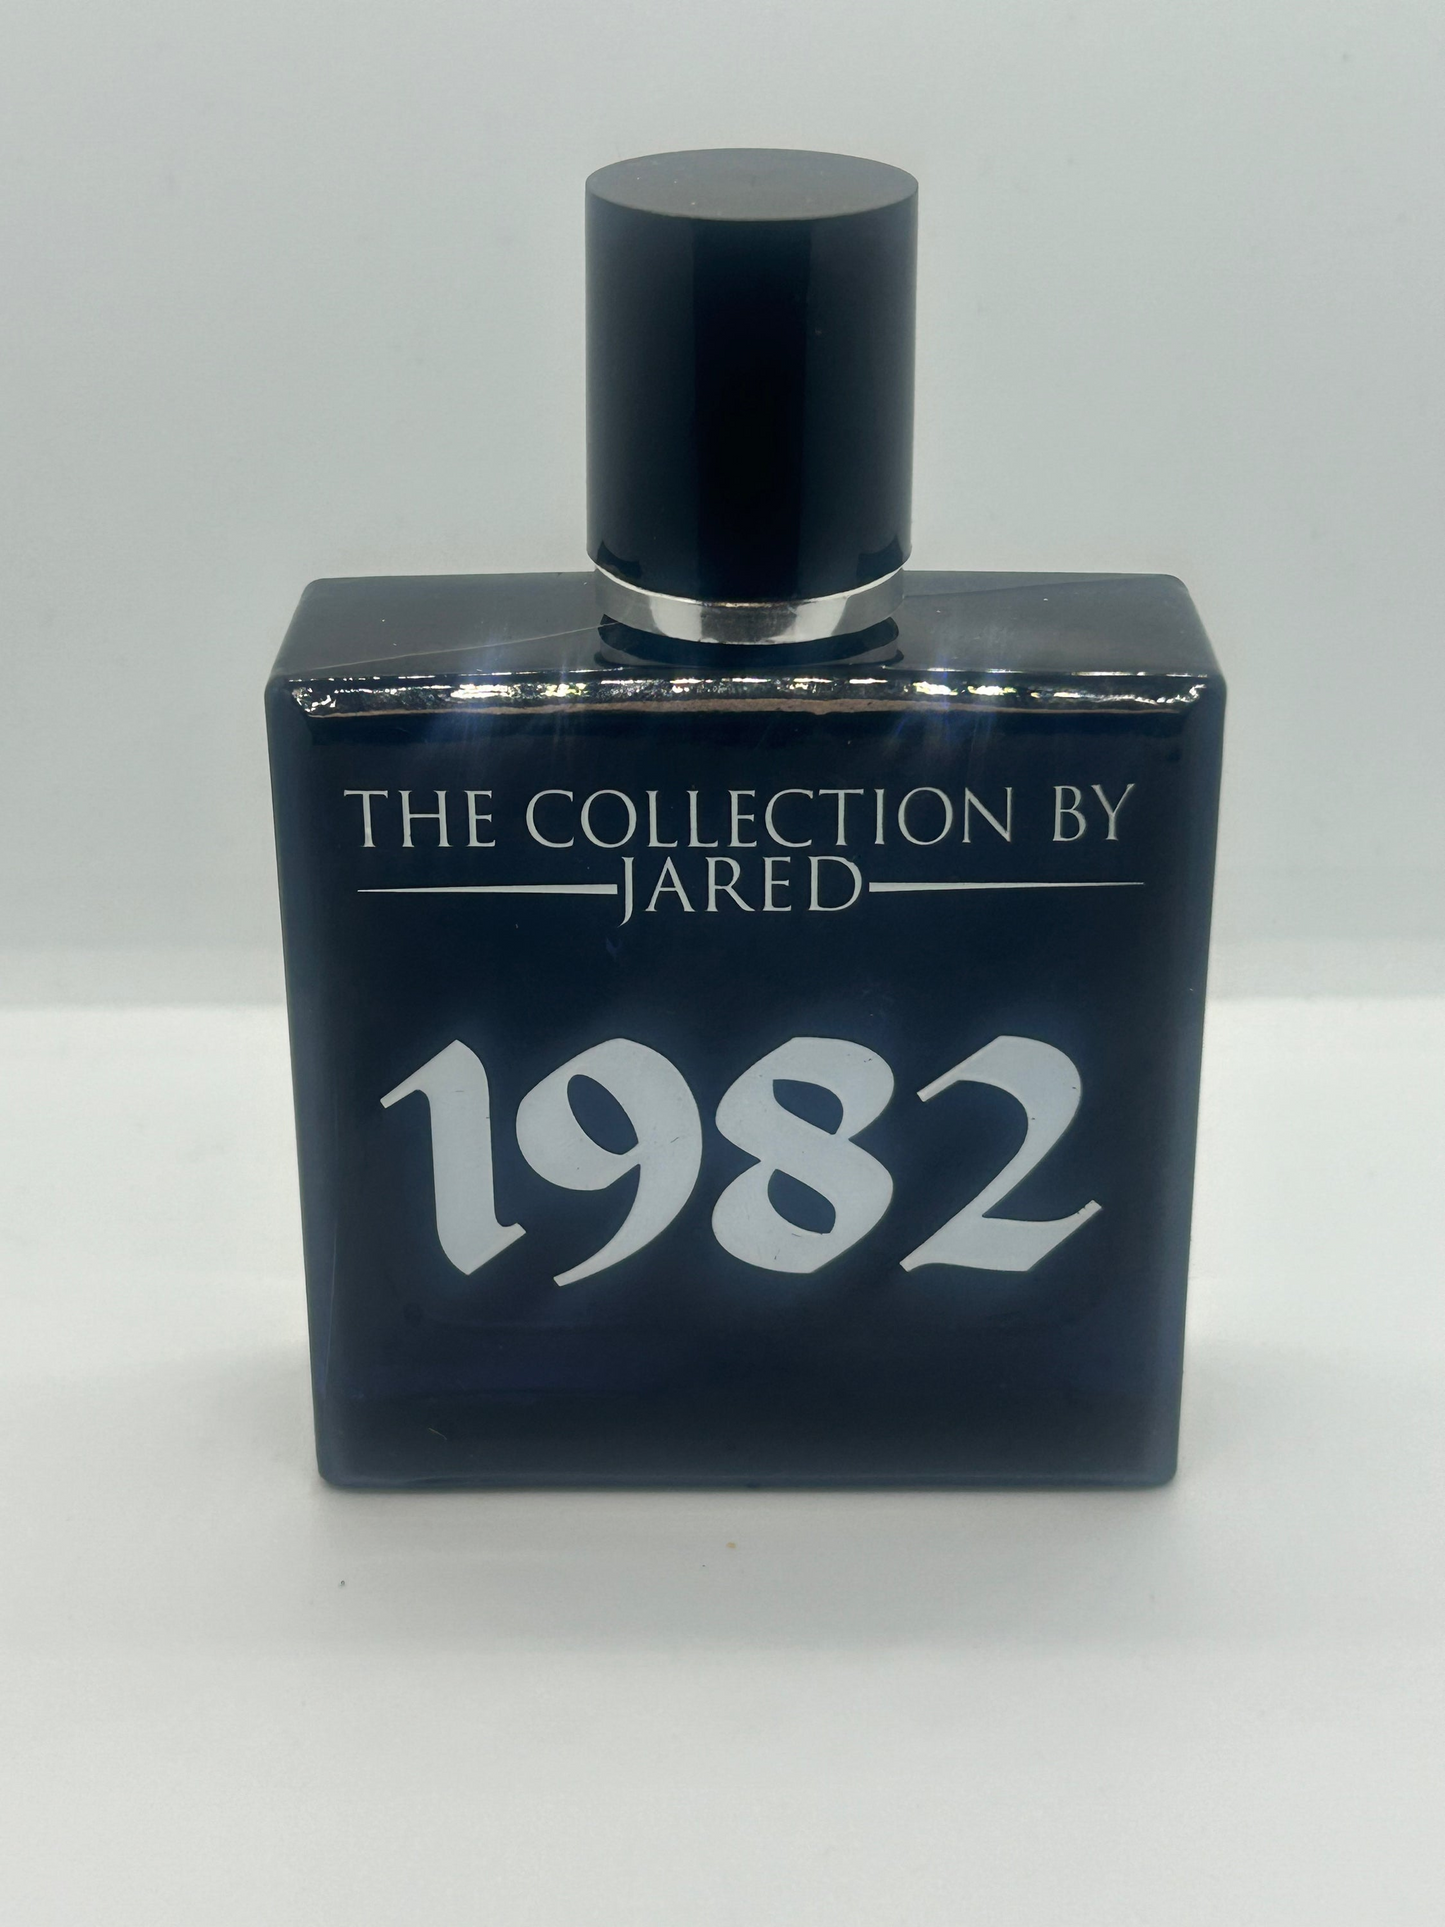 THE COLLECTION BY
JARED
1982